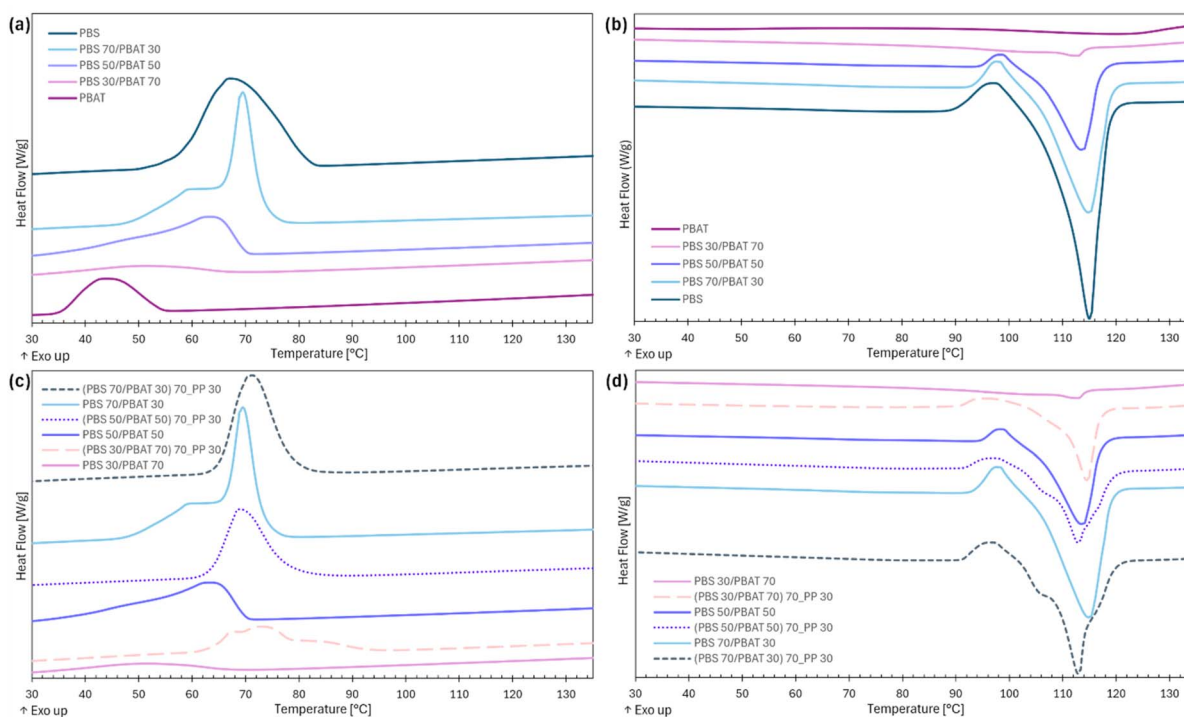 (a)
PBS
PBS 70/PBAT 30
PBS 50/PBAT 50
PBS 30/PBAT 70
PBAT
Heat Flow [W/g]
30 40 50 60 70 80 90 100 110 120 130
Temperature [°C]
↑ Exo up
(b)
Heat Flow (W/g)
PBAT
PBS 30/PBAT 70
PBS 50/PBAT 50
PBS 70/PBAT 30
PBS
30 40 50 60 70 80 90 100 110 120 130
Temperature [°C]
↑ Exo up
(c)
(PBS 70/PBAT 30) 70_PP 30
PBS 70/PBAT 30
(PBS 50/PBAT 50) 70_PP 30
PBS 50/PBAT 50
(PBS 30/PBAT 70) 70_PP 30
PBS 30/PBAT 70
Heat Flow [W/g]
30 40 50 60 70 80 90 100 110 120 130
Temperature [°C]
↑ Exo up
(d)
Heat Flow [W/g]
PBS 30/PBAT 70
(PBS 30/PBAT 70) 70_PP 30
PBS 50/PBAT 50
(PBS 50/PBAT 50) 70_PP 30
PBS 70/PBAT 30
(PBS 70/PBAT 30) 70_PP 30
30 40 50 60 70 80 90 100 110 120 130
Temperature [°C]
↑ Exo up